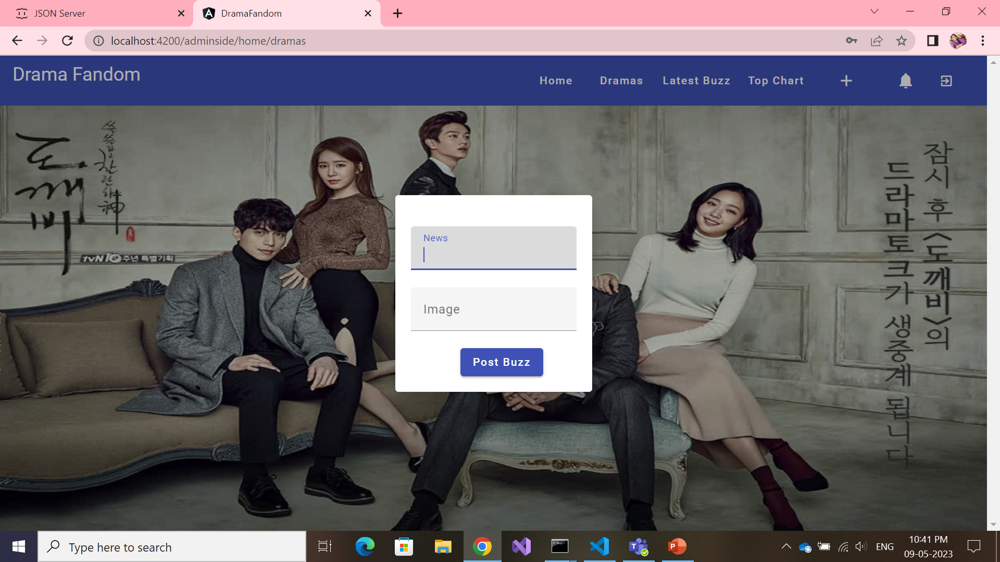 JSON Server
DramaFandom
localhost:4200/adminside/home/dramas
Drama Fandom
Home
Dramas
Latest Buzz
Top Chart
도깨비
쓸쓸하고 찬란하神
tvN10주년 특별기획
잠시 후 <도깨비>의
드라마토크가 생중계 됩니다
News
Image
Post Buzz
Type here to search
ENG
10:41 PM
09-05-2023